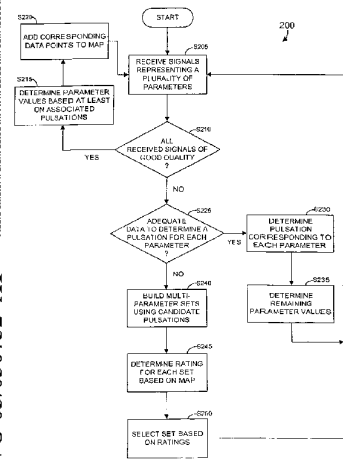 START
200
S220
ADD CORRESPONDING
DATA POINTS TO MAP
S205
RECEIVE SIGNALS
REPRESENTING A
PLURALITY OF
PARAMETERS
S215
DETERMINE PARAMETER
VALUES BASED AT LEAST
ON ASSOCIATED
PULSATIONS
S210
ALL
RECEIVED SIGNALS OF
GOOD QUALITY
?
YES
NO
S225
ADEQUATE
DATA TO DETERMINE A
PULSATION FOR EACH
PARAMETER
?
YES
S230
DETERMINE
PULSATION
CORRESPONDING TO
EACH PARAMETER
NO
S235
DETERMINE
REMAINING
PARAMETER VALUES
S240
BUILD MULTI-
PARAMETER SETS
USING CANDIDATE
PULSATIONS
S245
DETERMINE RATING
FOR EACH SET
BASED ON MAP
S250
SELECT SET BASED
ON RATINGS